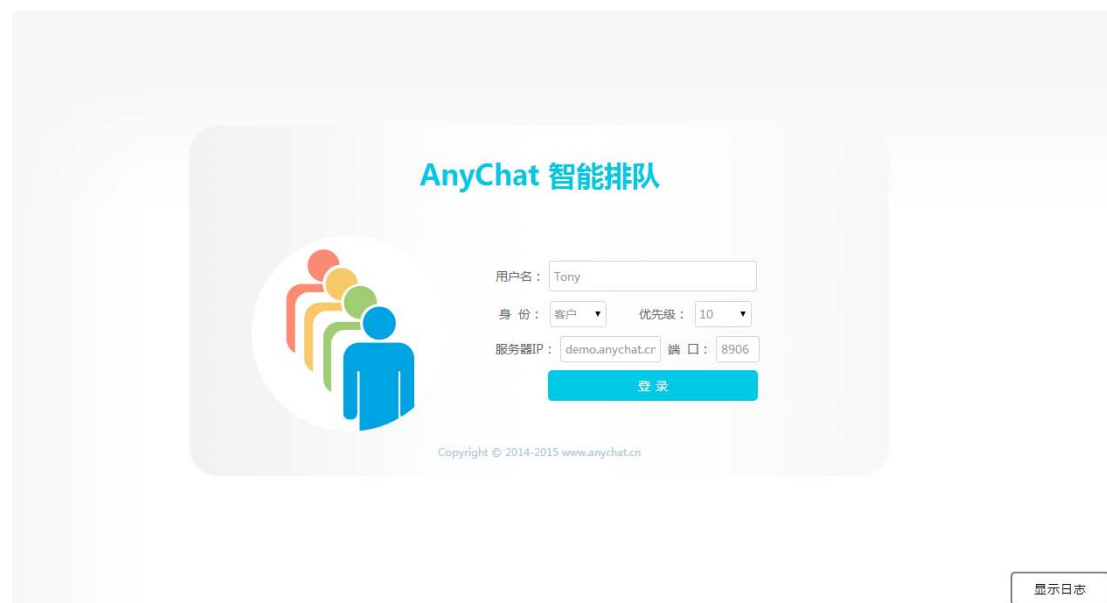 AnyChat 智能排队
用户名： Tony
身 份： 客户 优先级： 10
服务器IP： demo.anychat.cr 端 口： 8906
登 录
Copyright © 2014-2015 www.anychat.cn
显示日志